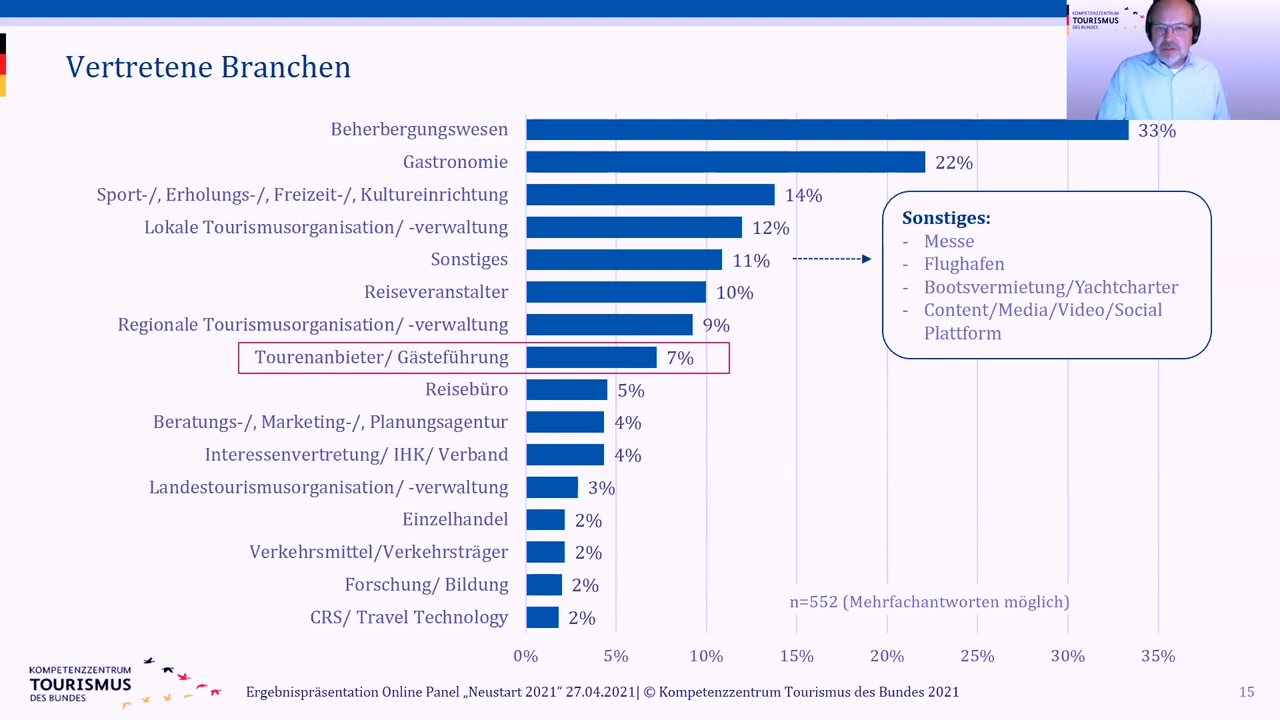 KOMPETENZZENTRUM
TOURISMUS
DES BUNDES
Vertretene Branchen
Beherbergungswesen 33%
Gastronomie 22%
Sport-/, Erholungs-/, Freizeit-/, Kultureinrichtung 14%
Lokale Tourismusorganisation/ -verwaltung 12%
Sonstiges 11%
Reiseveranstalter 10%
Regionale Tourismusorganisation/ -verwaltung 9%
Tourenanbieter/ Gästeführung 7%
Reisebüro 5%
Beratungs-/, Marketing-/, Planungsagentur 4%
Interessenvertretung/ IHK/ Verband 4%
Landestourismusorganisation/ -verwaltung 3%
Einzelhandel 2%
Verkehrsmittel/Verkehrsträger 2%
Forschung/ Bildung 2%
CRS/ Travel Technology 2%
Sonstiges:
- Messe
- Flughafen
- Bootsvermietung/Yachtcharter
- Content/Media/Video/Social
Plattform
n=552 (Mehrfachantworten möglich)
0% 5% 10% 15% 20% 25% 30% 35%
KOMPETENZZENTRUM
TOURISMUS
DES BUNDES
Ergebnispräsentation Online Panel „Neustart 2021“ 27.04.2021| © Kompetenzzentrum Tourismus des Bundes 2021
15